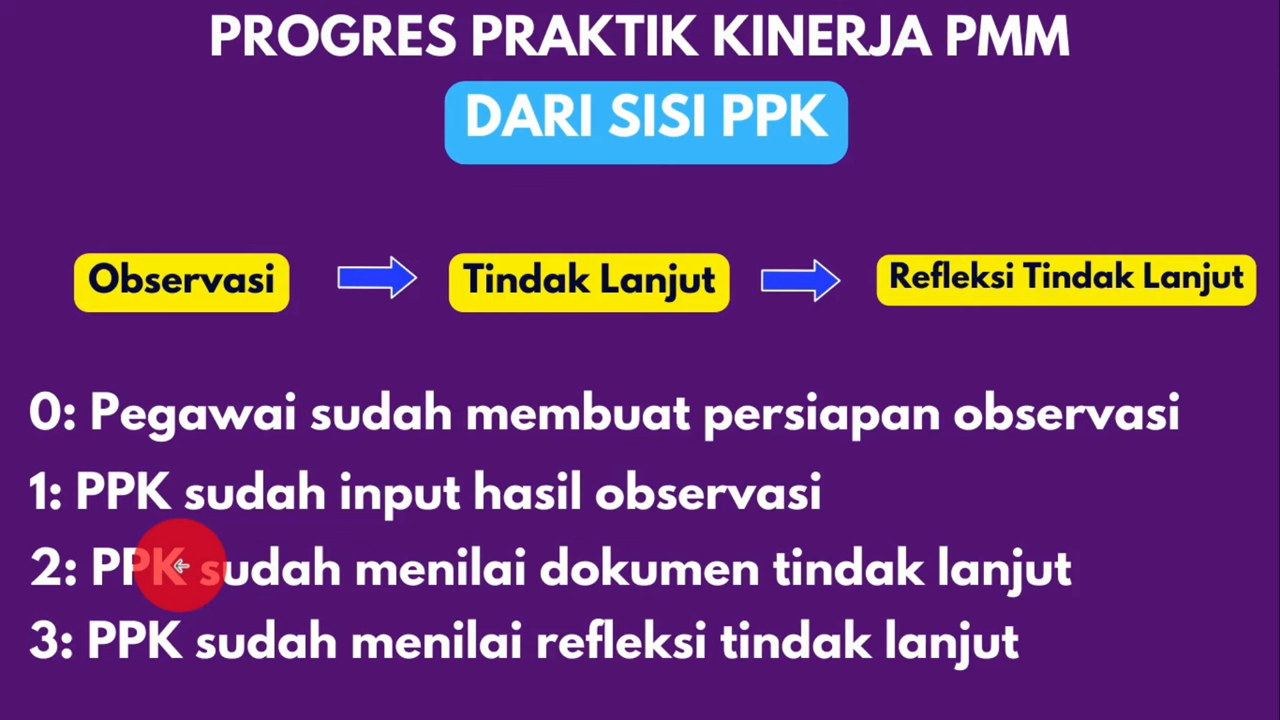 PROGRES PRAKTIK KINERJA PMM
DARI SISI PPK
Observasi
Tindak Lanjut
Refleksi Tindak Lanjut
0: Pegawai sudah membuat persiapan observasi
1: PPK sudah input hasil observasi
2: PPK sudah menilai dokumen tindak lanjut
3: PPK sudah menilai refleksi tindak lanjut